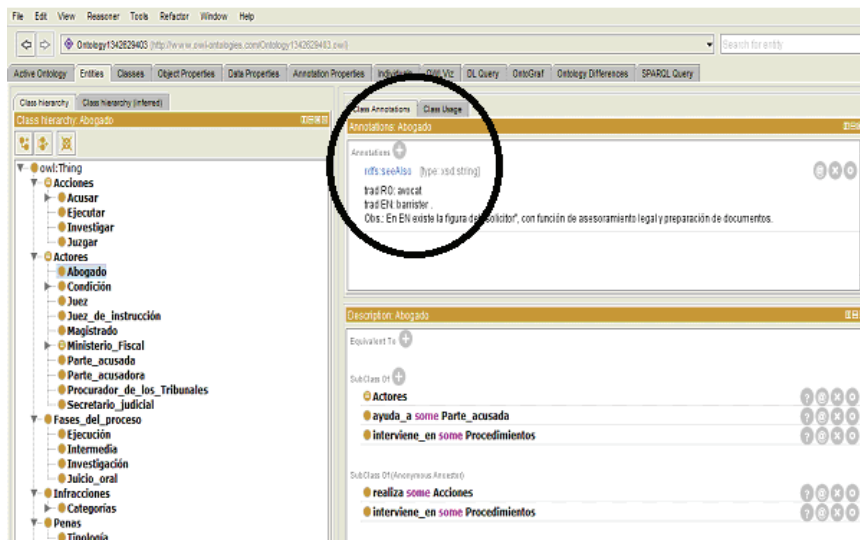 File Edit View Reasoner Tools Refactor Window Help
Ontology1342629403 (http://www.owl-ontologies.com/Ontology1342629403.owl)
Search for entity
Active Ontology Entities Classes Object Properties Data Properties Annotation Properties Individuals OWLViz DL Query OntoGraf Ontology Differences SPARQL Query
Class hierarchy Class hierarchy (inferred)
Class hierarchy: Abogado
owl:Thing
Acciones
Acusar
Ejecutar
Investigar
Juzgar
Actores
Abogado
Condición
Juez
Juez_de_instrucción
Magistrado
Ministerio_Fiscal
Parte_acusada
Parte_acusadora
Procurador_de_los_Tribunales
Secretario_judicial
Fases_del_proceso
Ejecución
Intermedia
Investigación
Juicio_oral
Infracciones
Categorías
Penas
Tipología
Class Annotations Class Usage
Annotations: Abogado
Annotations
rdfs:seeAlso [type: xsd:string]
trad RO: avocat
trad EN: barrister .
Obs.: En EN existe la figura del "solicitor", con función de asesoramiento legal y preparación de documentos.
Description: Abogado
Equivalent To
SubClass Of
Actores
ayuda_a some Parte_acusada
interviene_en some Procedimientos
SubClass Of (Anonymous Ancestor)
realiza some Acciones
interviene_en some Procedimientos